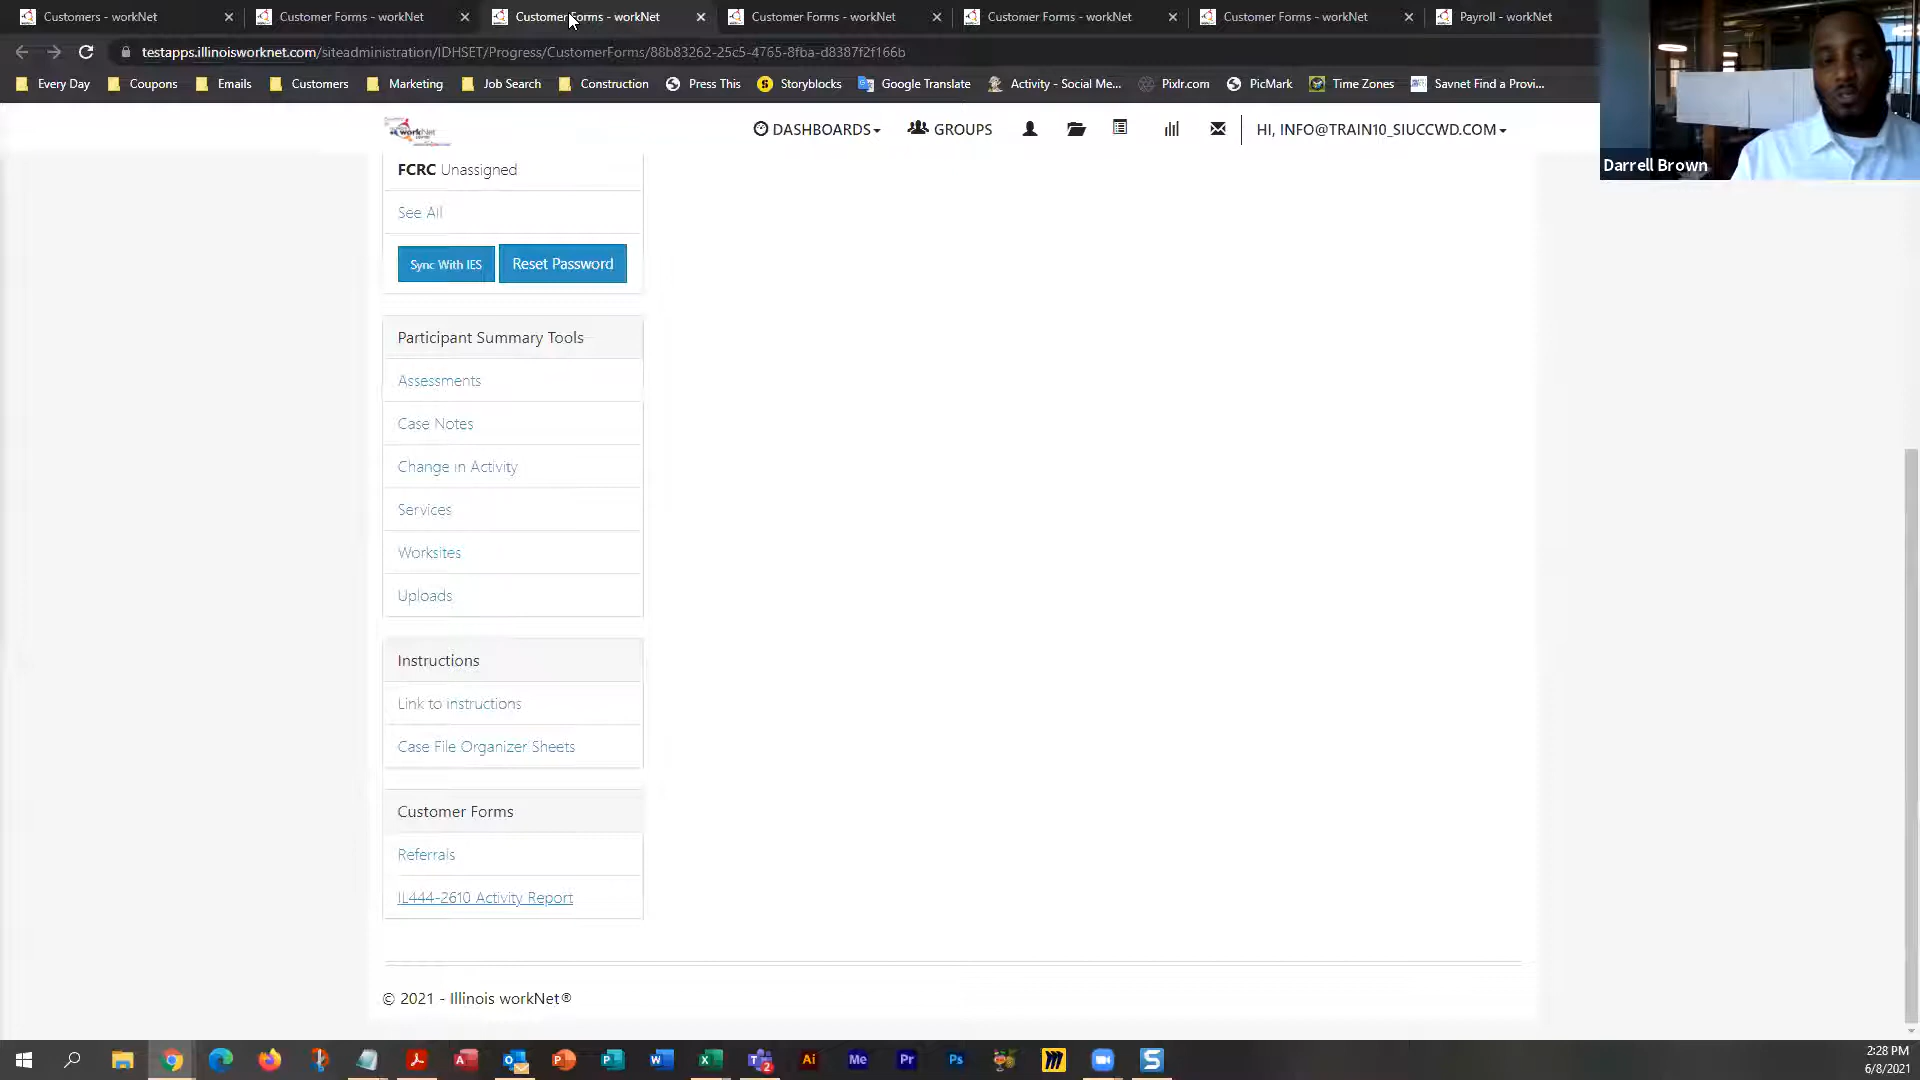 Customers - workNet
Customer Forms - workNet
Customer Forms - workNet
Customer Forms - workNet
Customer Forms - workNet
Customer Forms - workNet
Payroll - workNet
testapps.illinoisworknet.com/siteadministration/IDHSET/Progress/CustomerForms/88b83262-25c5-4765-8fba-d8387f2f166b
Every Day
Coupons
Emails
Customers
Marketing
Job Search
Construction
Press This
Storyblocks
Google Translate
Activity - Social Me...
Pixlr.com
PicMark
Time Zones
Savnet Find a Provi...
workNet
DASHBOARDS
GROUPS
HI, INFO@TRAIN10_SIUCCWD.COM
Darrell Brown
FCRC Unassigned
See All
Sync With IES
Reset Password
Participant Summary Tools
Assessments
Case Notes
Change in Activity
Services
Worksites
Uploads
Instructions
Link to instructions
Case File Organizer Sheets
Customer Forms
Referrals
IL444-2610 Activity Report
© 2021 - Illinois workNet®
2:28 PM
6/8/2021